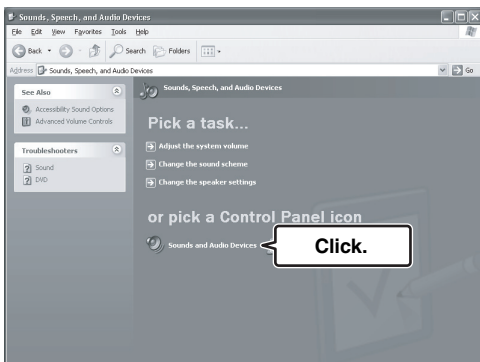 Sounds, Speech, and Audio Devices
File Edit View Favorites Tools Help
Back Search Folders
Address Sounds, Speech, and Audio Devices Go
See Also
Accessibility Sound Options
Advanced Volume Controls
Troubleshooters
Sound
DVD
Sounds, Speech, and Audio Devices
Pick a task...
Adjust the system volume
Change the sound scheme
Change the speaker settings
or pick a Control Panel icon
Sounds and Audio Devices
Click.